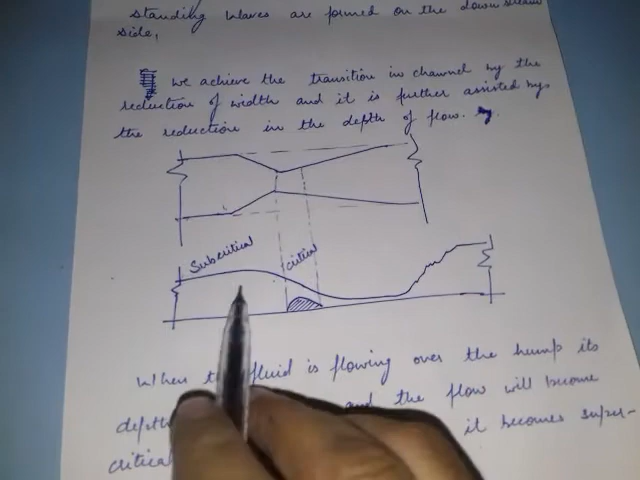 standing waves are formed on the down stream
side,
we achieve the transition in channel by the
reduction of width and it is further assisted by
the reduction in the depth of flow.
Subcritical
critical
When fluid is flowing over the hump its
depth and the flow will become
critical it becomes super-